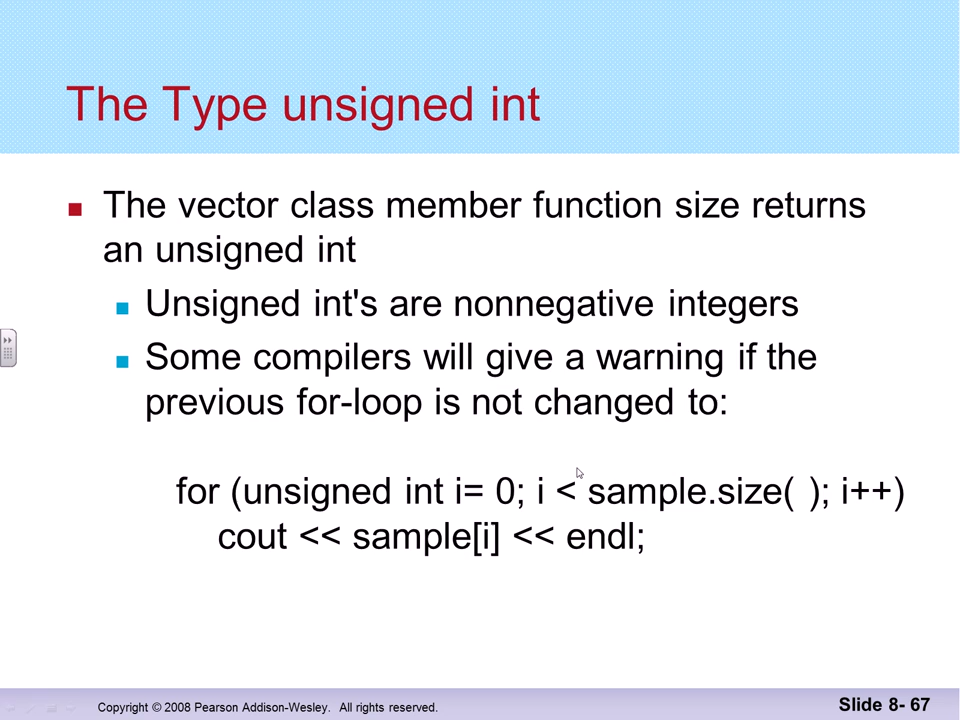 The Type unsigned int
The vector class member function size returns
an unsigned int
Unsigned int's are nonnegative integers
Some compilers will give a warning if the
previous for-loop is not changed to:
for (unsigned int i= 0; i < sample.size( ); i++)
cout << sample[i] << endl;
Copyright © 2008 Pearson Addison-Wesley.  All rights reserved.
Slide 8- 67